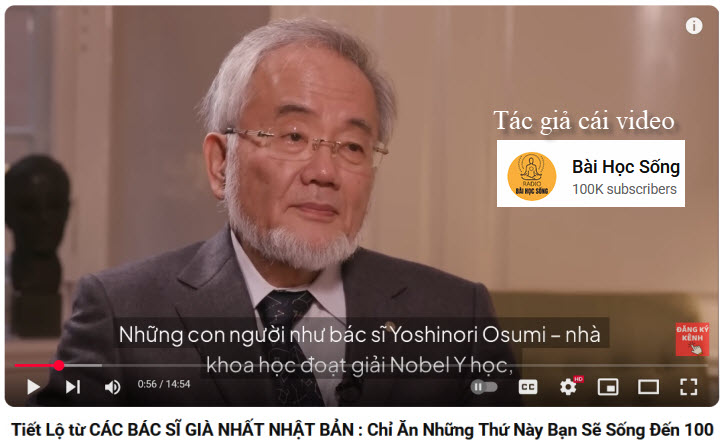 Tác giả cái video
Bài Học Sống
RADIO
BÀI HỌC SỐNG
100K subscribers
Những con người như bác sĩ Yoshinori Osumi – nhà
khoa học đoạt giải Nobel Y học,
ĐĂNG KÝ
KÊNH
0:56 / 14:54
CC
HD
Tiết Lộ từ CÁC BÁC SĨ GIÀ NHẤT NHẬT BẢN : Chỉ Ăn Những Thứ Này Bạn Sẽ Sống Đến 100